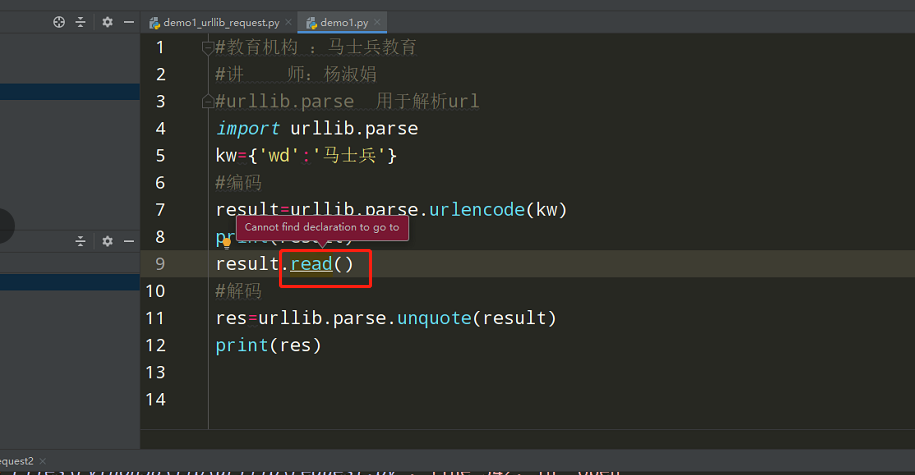 demo1_urllib_request.py demo1.py
1 #教育机构 ：马士兵教育
2 #讲 师：杨淑娟
3 #urllib.parse 用于解析url
4 import urllib.parse
5 kw={'wd':'马士兵'}
6 #编码
7 result=urllib.parse.urlencode(kw)
Cannot find declaration to go to
8 print(result)
9 result.read()
10 #解码
11 res=urllib.parse.unquote(result)
12 print(res)
13
14
equest2